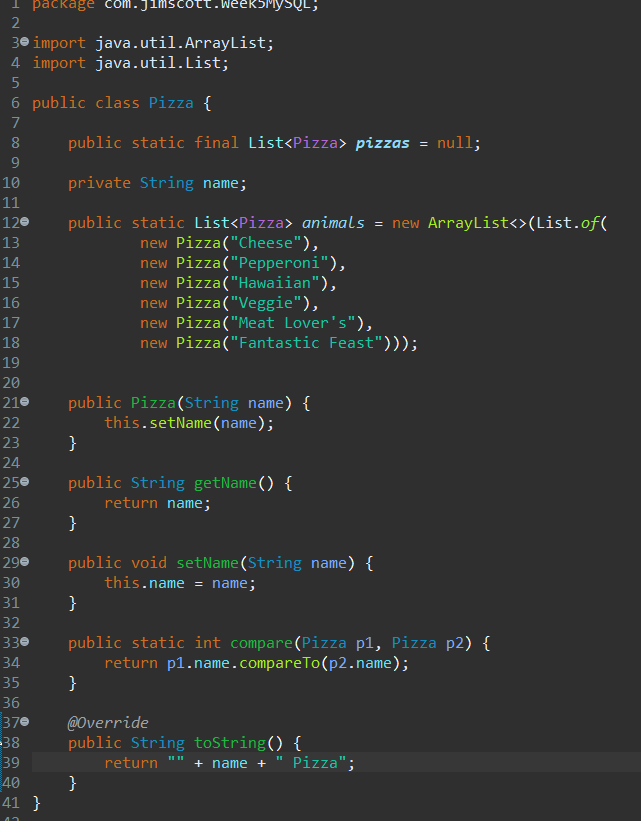 1 package com.jimscott.Week5MySQL;
2
3 import java.util.ArrayList;
4 import java.util.List;
5
6 public class Pizza {
7
8     public static final List<Pizza> pizzas = null;
9
10     private String name;
11
12     public static List<Pizza> animals = new ArrayList<>(List.of(
13             new Pizza("Cheese"),
14             new Pizza("Pepperoni"),
15             new Pizza("Hawaiian"),
16             new Pizza("Veggie"),
17             new Pizza("Meat Lover's"),
18             new Pizza("Fantastic Feast")));
19
20
21     public Pizza(String name) {
22         this.setName(name);
23     }
24
25     public String getName() {
26         return name;
27     }
28
29     public void setName(String name) {
30         this.name = name;
31     }
32
33     public static int compare(Pizza p1, Pizza p2) {
34         return p1.name.compareTo(p2.name);
35     }
36
37     @Override
38     public String toString() {
39         return "" + name + " Pizza";
40     }
41 }
42